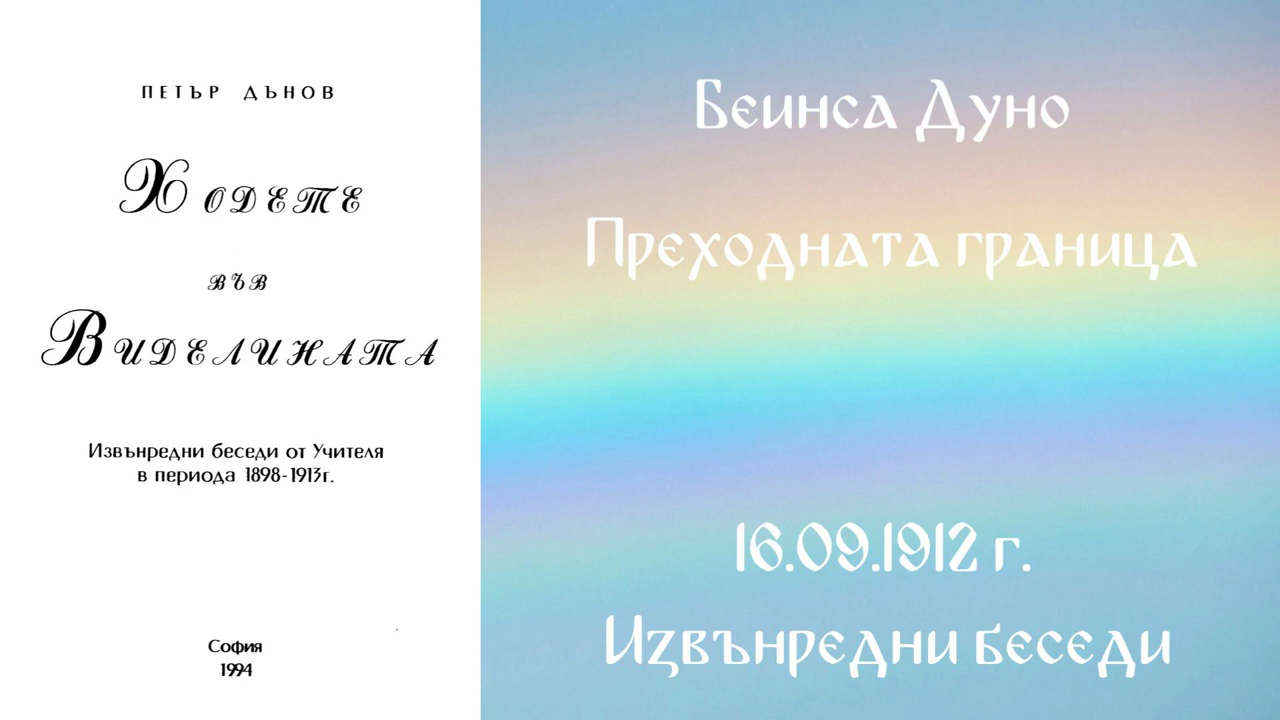 ПЕТЪР ДЪНОВ
ХОДЕТЕ
ВЪВ
ВИДЕЛИНАТА
Извънредни беседи от Учителя
в периода 1898-1913г.
София
1994
Беинса Дуно
Преходната граница
16.09.1912 г.
Извънредни беседи